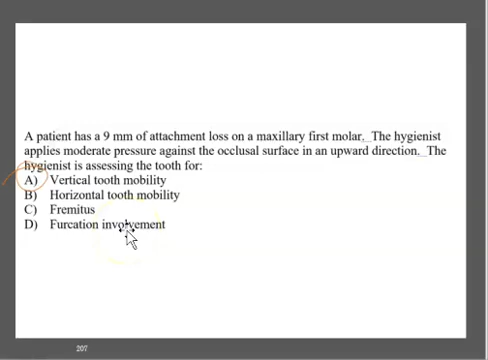 A patient has a 9 mm of attachment loss on a maxillary first molar. The hygienist
applies moderate pressure against the occlusal surface in an upward direction. The
hygienist is assessing the tooth for:
A) Vertical tooth mobility
B) Horizontal tooth mobility
C) Fremitus
D) Furcation involvement
207